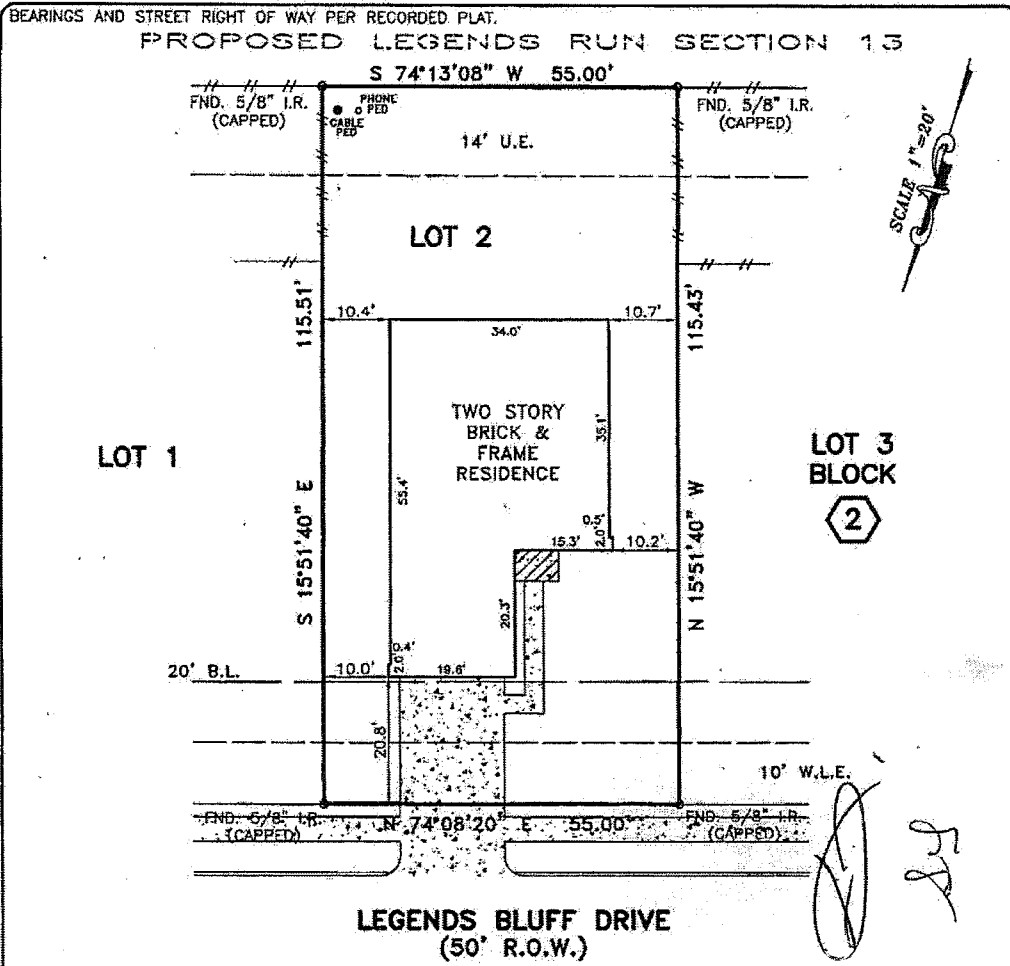 BEARINGS AND STREET RIGHT OF WAY PER RECORDED PLAT.
PROPOSED LEGENDS RUN SECTION 13
S 74°13'08" W 55.00'
FND. 5/8" I.R.
(CAPPED)
PHONE
PED
CABLE
PED
FND. 5/8" I.R.
(CAPPED)
14' U.E.
SCALE 1"=20'
LOT 2
115.51'
10.4'
34.0'
10.7'
115.43'
TWO STORY
BRICK &
FRAME
RESIDENCE
35.1'
LOT 1
LOT 3
BLOCK
2
55.4'
S 15°51'40" E
N 15°51'40" W
0.5'
2.0'
15.3'
10.2'
20.3'
20' B.L.
10.0'
2.0'
0.4'
19.6'
20.8'
10' W.L.E.
FND. 5/8" I.R.
(CAPPED)
N 74°08'20" E 55.00'
FND. 5/8" I.R.
(CAPPED)
LEGENDS BLUFF DRIVE
(50' R.O.W.)